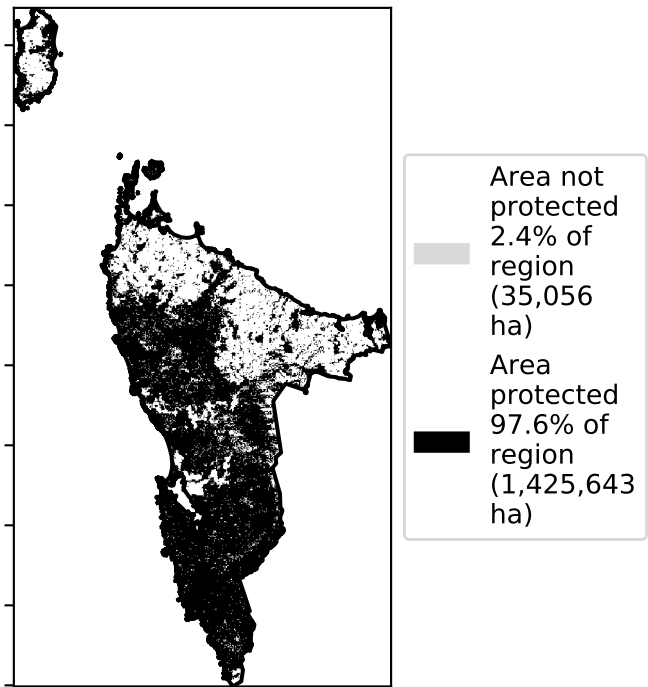 Area not
protected
2.4% of
region
(35,056
ha)
Area
protected
97.6% of
region
(1,425,643
ha)